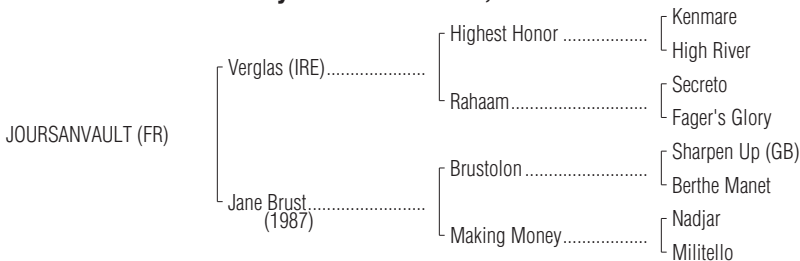 Kenmare
Highest Honor
High River
Verglas (IRE)
Secreto
Rahaam
Fager's Glory
JOURSANVAULT (FR)
Sharpen Up (GB)
Brustolon
Berthe Manet
Jane Brust
(1987)
Nadjar
Making Money
Militello